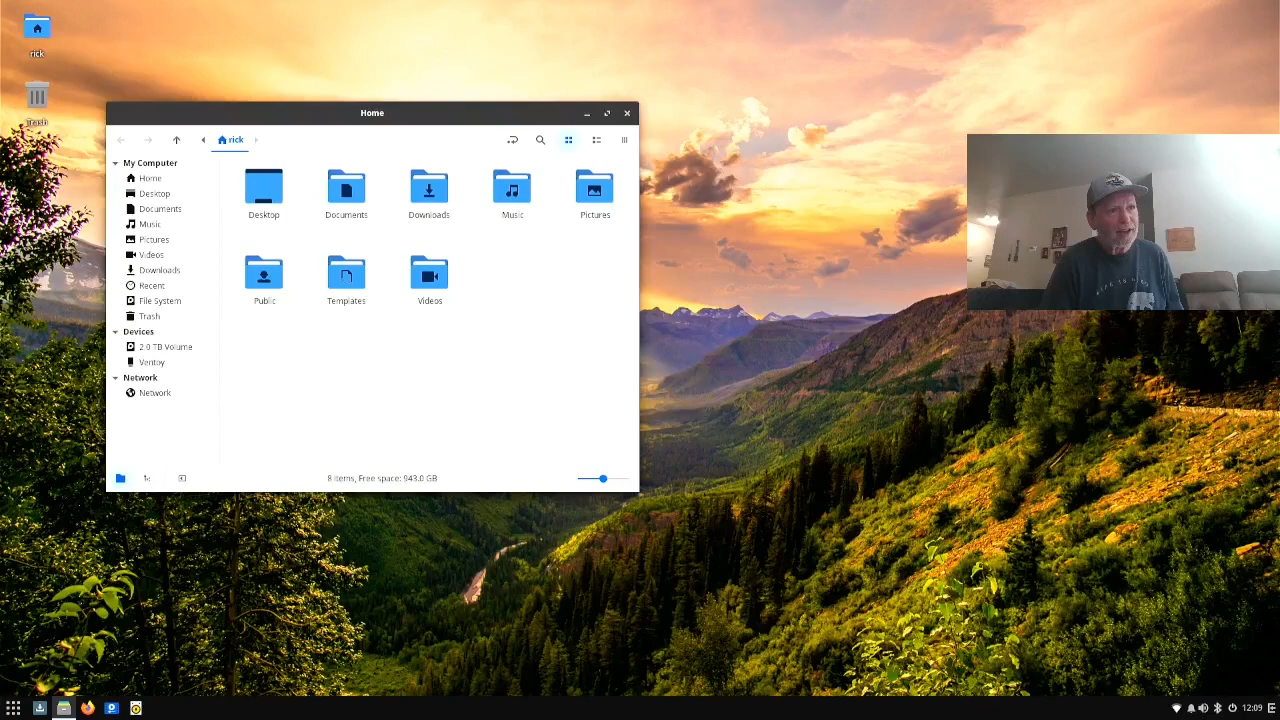 rick
Trash
Home
rick
My Computer
Home
Desktop
Documents
Music
Pictures
Videos
Downloads
Recent
File System
Trash
Devices
2.0 TB Volume
Ventoy
Network
Network
Desktop
Documents
Downloads
Music
Pictures
Public
Templates
Videos
8 items, Free space: 943.0 GB
12:09